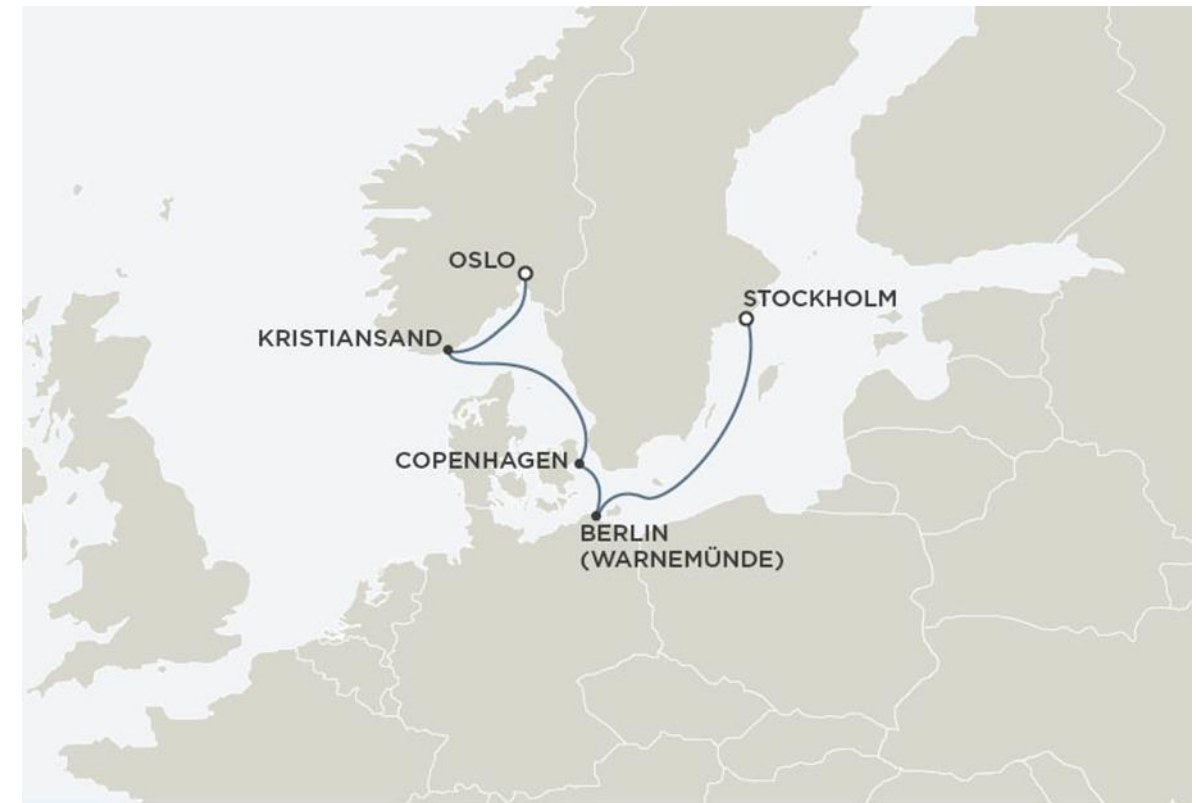 OSLO
STOCKHOLM
KRISTIANSAND
COPENHAGEN
BERLIN
(WARNEMÜNDE)